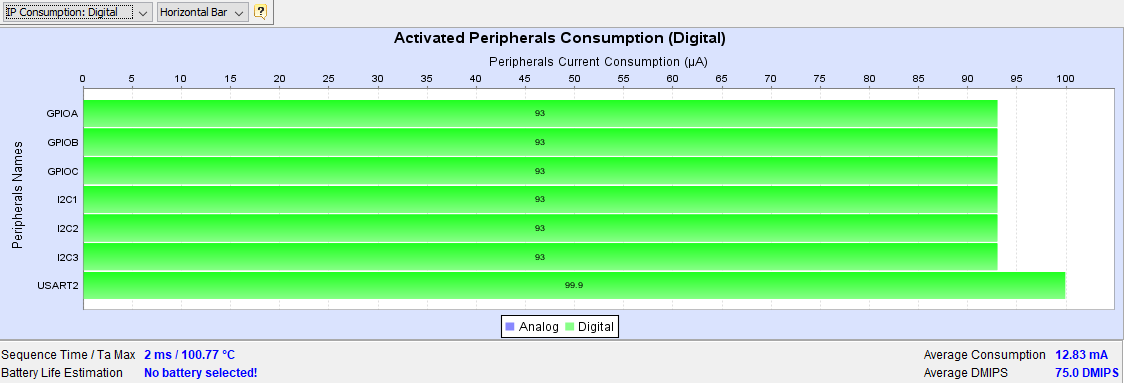 IP Consumption: Digital Horizontal Bar ?
Activated Peripherals Consumption (Digital)
Peripherals Current Consumption (µA)
0 5 10 15 20 25 30 35 40 45 50 55 60 65 70 75 80 85 90 95 100
Peripherals Names
GPIOA 93
GPIOB 93
GPIOC 93
I2C1 93
I2C2 93
I2C3 93
USART2 99.9
Analog Digital
Sequence Time / Ta Max 2 ms / 100.77 °C Average Consumption 12.83 mA
Battery Life Estimation No battery selected! Average DMIPS 75.0 DMIPS